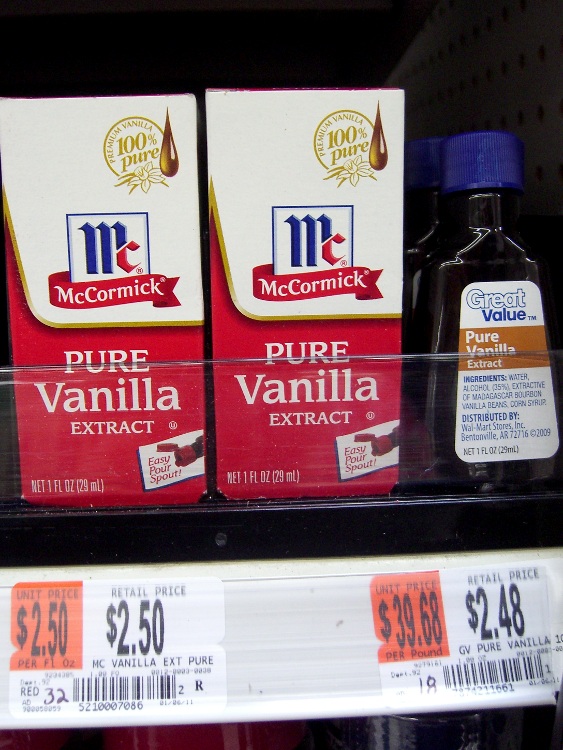 PREMIUM VANILLA
100%
pure
Mc®
McCormick®
PURE
Vanilla
EXTRACT
Easy
Pour
Spout!
NET 1 FL OZ (29 mL)
PREMIUM VANILLA
100%
pure
Mc®
McCormick®
PURE
Vanilla
EXTRACT
Easy
Pour
Spout!
NET 1 FL OZ (29 mL)
Great
Value™
Pure
Vanilla
Extract
INGREDIENTS: WATER,
ALCOHOL (35%), EXTRACTIVE
OF MADAGASCAR BOURBON
VANILLA BEANS, CORN SYRUP.
DISTRIBUTED BY:
Wal-Mart Stores, Inc.
Bentonville, AR 72716 ©2009
NET 1 FL OZ (29mL)
UNIT PRICE
$2.50
PER Fl Oz
RETAIL PRICE
$2.50
MC VANILLA EXT PURE
RED 32
2 R
5210007086
01/06/11
UNIT PRICE
$39.68
PER Pound
RETAIL PRICE
$2.48
GV PURE VANILLA
18